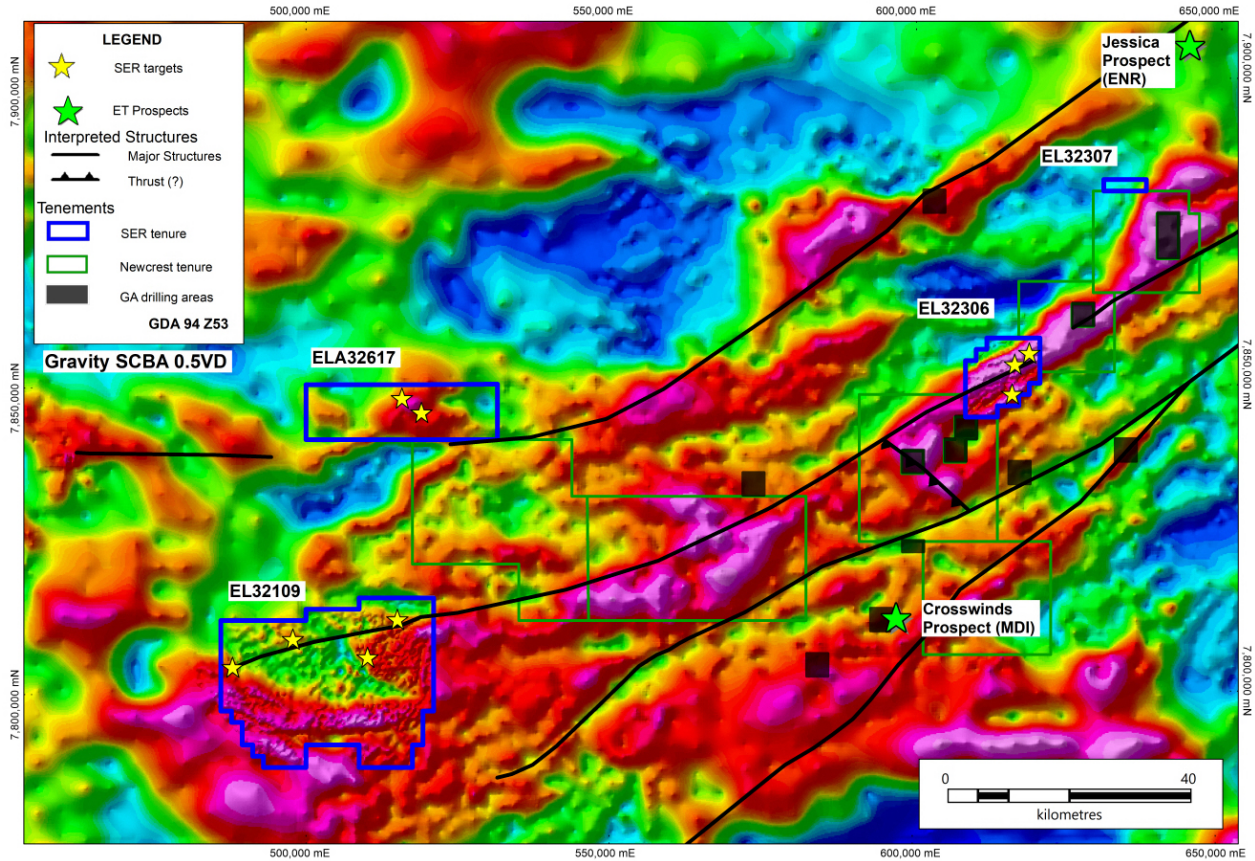 500,000 mE
550,000 mE
600,000 mE
650,000 mE
LEGEND
SER targets
ET Prospects
Interpreted Structures
Major Structures
Thrust (?)
Tenements
SER tenure
Newcrest tenure
GA drilling areas
GDA 94 Z53
Gravity SCBA 0.5VD
Jessica
Prospect
(ENR)
EL32307
EL32306
ELA32617
EL32109
Crosswinds
Prospect (MDI)
7,900,000 mN
7,850,000 mN
7,800,000 mN
7,900,000 mN
7,850,000 mN
7,800,000 mN
0
40
kilometres
500,000 mE
550,000 mE
600,000 mE
650,000 mE